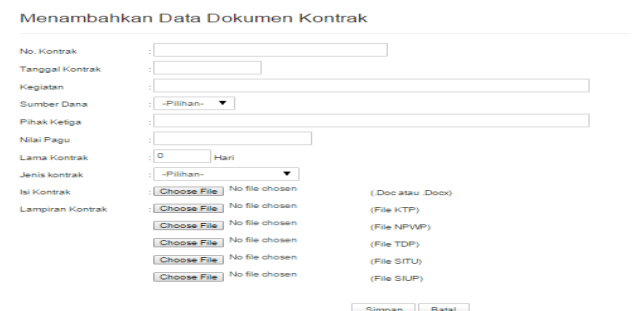 Menambahkan Data Dokumen Kontrak
No. Kontrak :
Tanggal Kontrak :
Kegiatan :
Sumber Dana : -Pilihan-
Pihak Ketiga :
Nilai Pagu :
Lama Kontrak : 0 Hari
Jenis kontrak : -Pilihan-
Isi Kontrak : Choose File No file chosen (.Doc atau .Docx)
Lampiran Kontrak : Choose File No file chosen (File KTP)
Choose File No file chosen (File NPWP)
Choose File No file chosen (File TDP)
Choose File No file chosen (File SITU)
Choose File No file chosen (File SIUP)
Simpan Batal